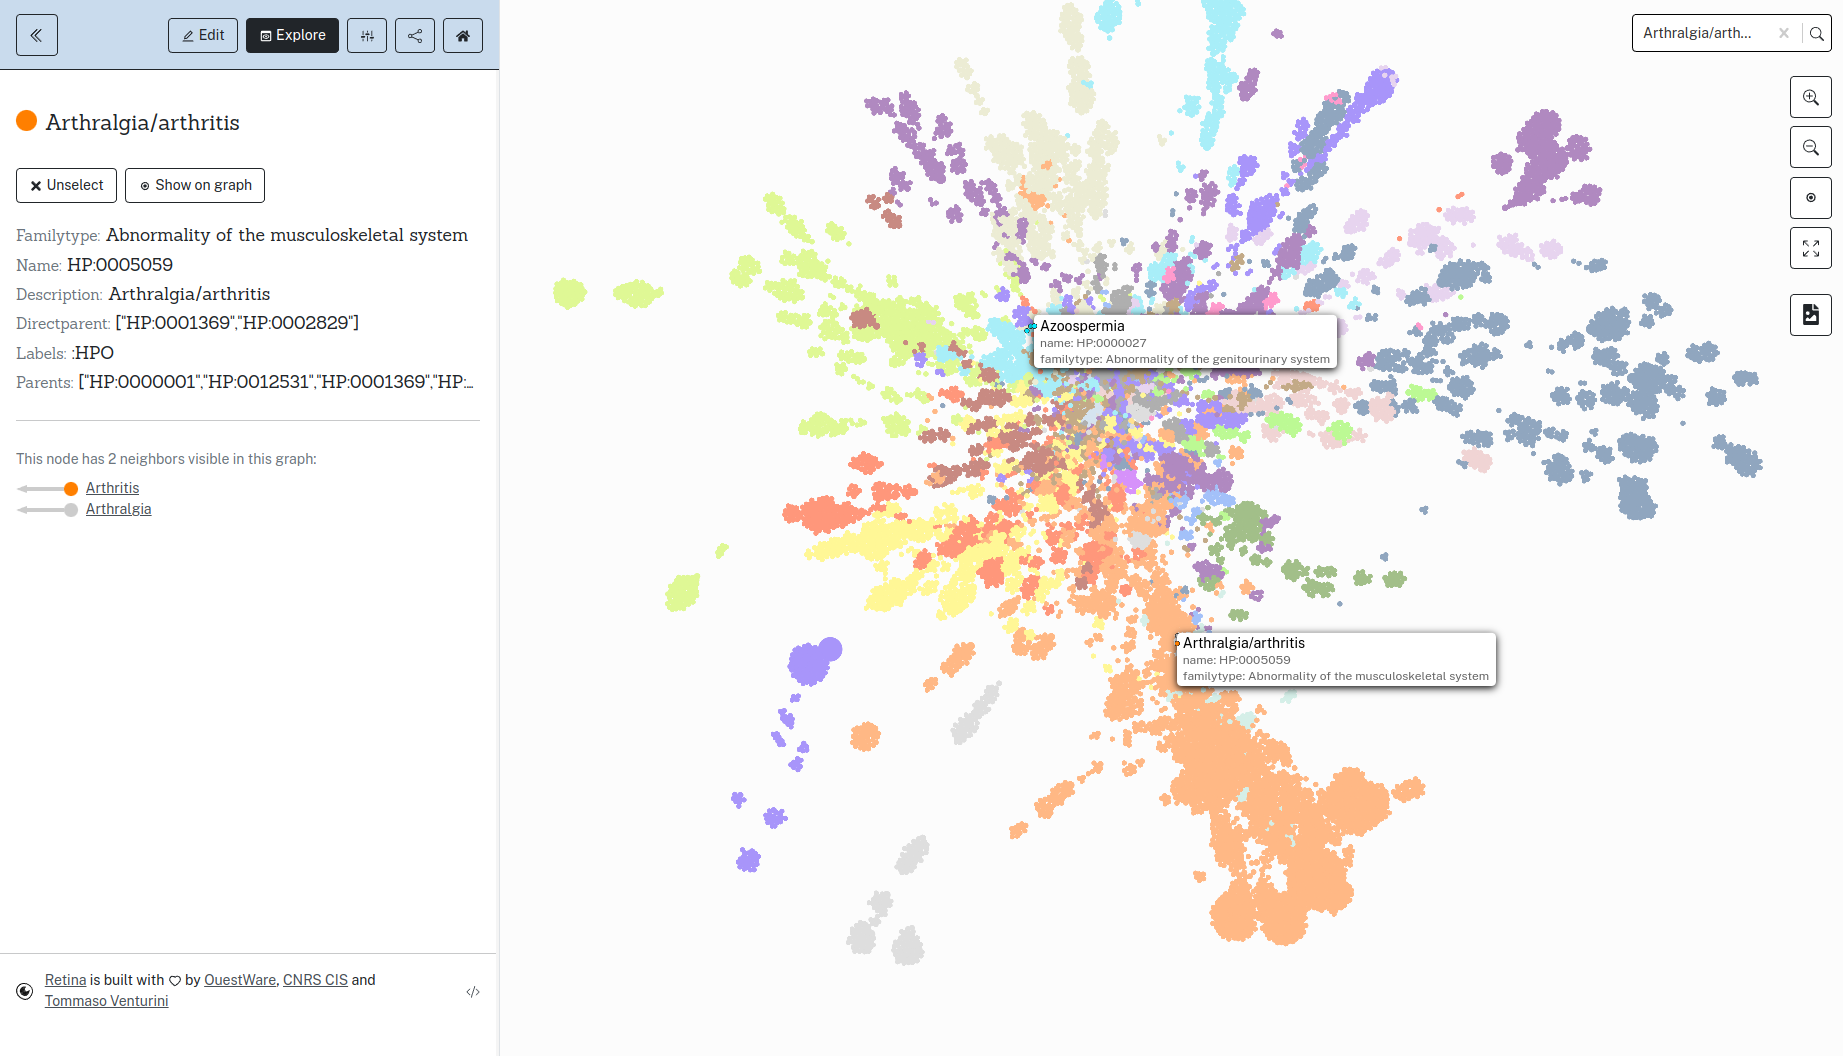 Edit
Explore
Arthralgia/arth...
Arthralgia/arthritis
Unselect
Show on graph
Familytype: Abnormality of the musculoskeletal system
Name: HP:0005059
Description: Arthralgia/arthritis
Directparent: ["HP:0001369","HP:0002829"]
Labels: :HPO
Parents: ["HP:0000001","HP:0012531","HP:0001369","HP:...
This node has 2 neighbors visible in this graph:
Arthritis
Arthralgia
Azoospermia
name: HP:0000027
familytype: Abnormality of the genitourinary system
Arthralgia/arthritis
name: HP:0005059
familytype: Abnormality of the musculoskeletal system
Retina is built with ♡ by OuestWare, CNRS CIS and
Tommaso Venturini